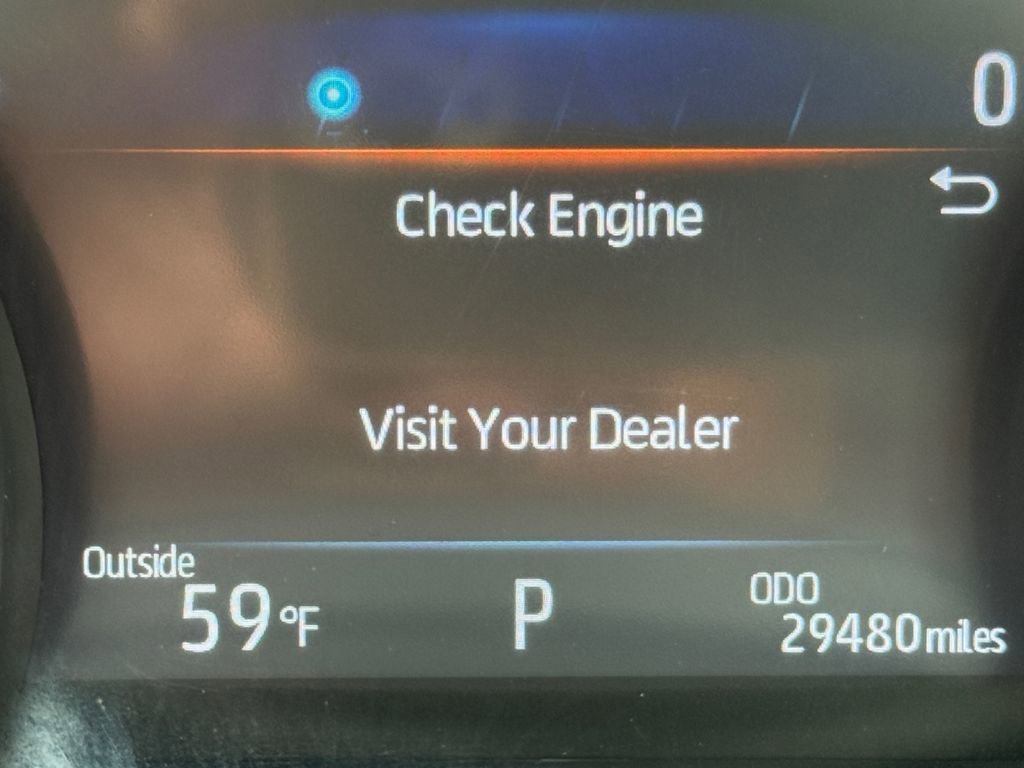 0
Check Engine
Visit Your Dealer
Outside
59°F
P
ODO
29480 miles